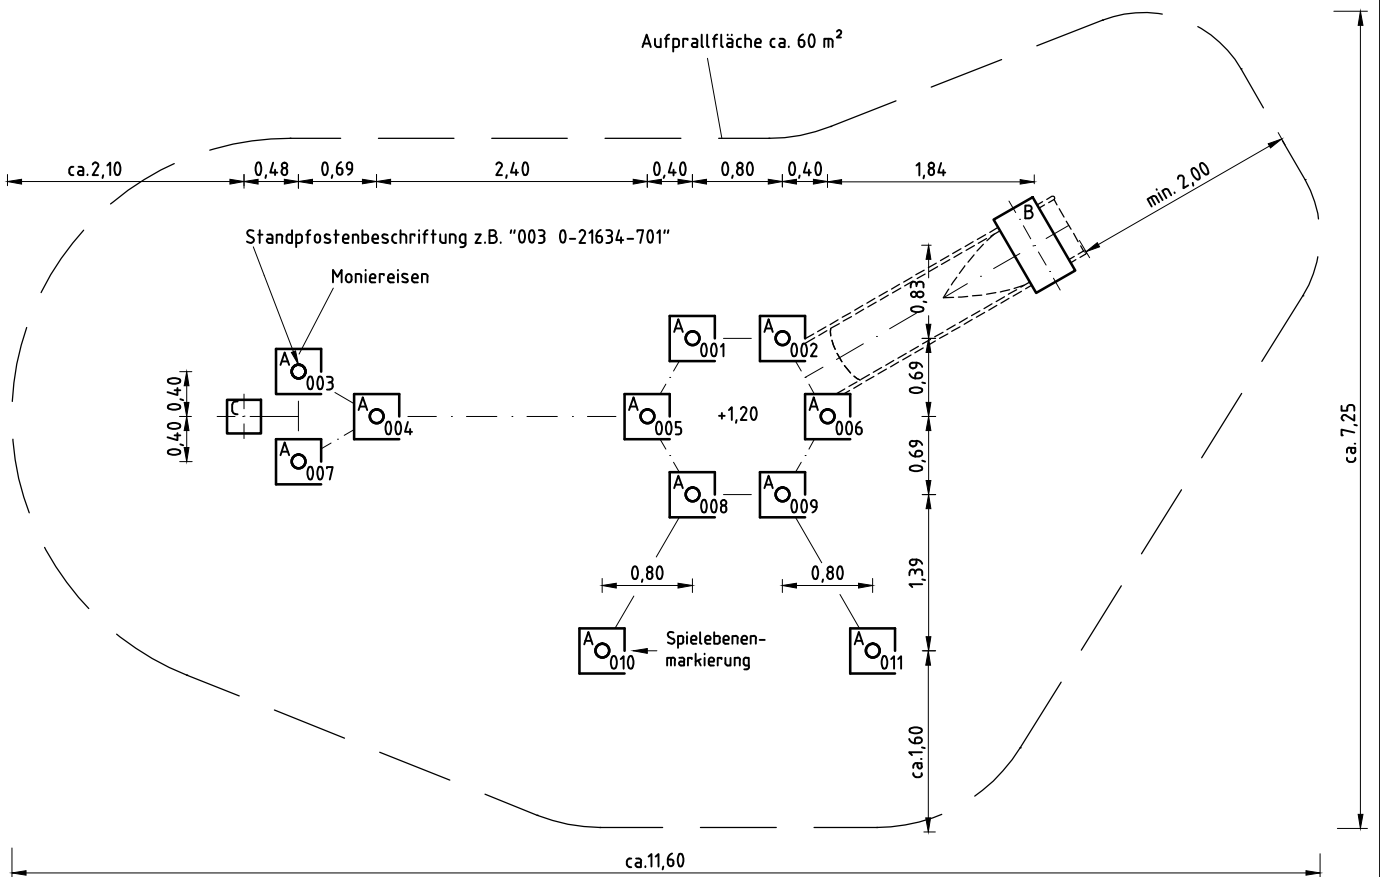 Aufprallfläche ca. 60 m²
ca.2,10
0,48
0,69
2,40
0,40
0,80
0,40
1,84
min. 2,00
B
Standpfostenbeschriftung z.B. "003 0-21634-701"
Moniereisen
0,83
A
001
A
002
A
003
0,40
0,69
C
A
004
A
005
+1,20
A
006
ca. 7,25
0,40
A
007
0,69
A
008
A
009
0,80
0,80
1,39
A
010
Spielebenen-
markierung
A
011
ca.1,60
ca.11,60